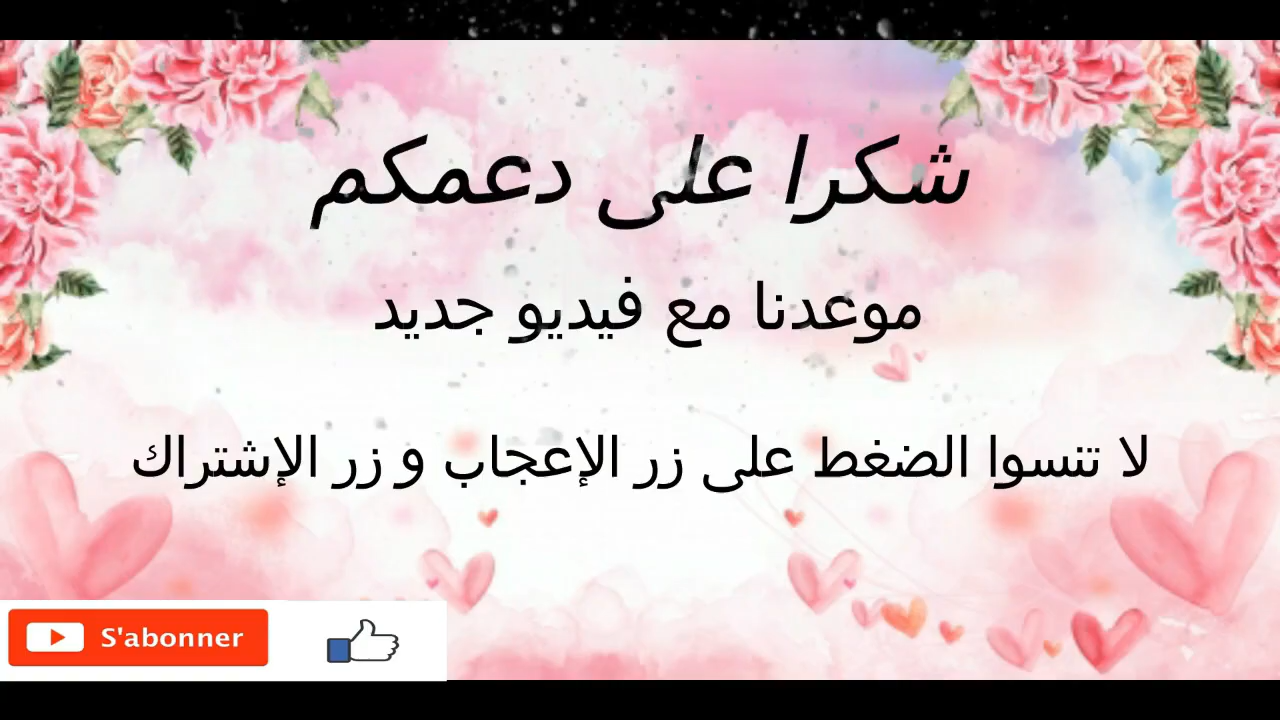 شكرا على دعمكم
موعدنا مع فيديو جديد
لا تنسوا الضغط على زر الإعجاب و زر الإشتراك
S'abonner